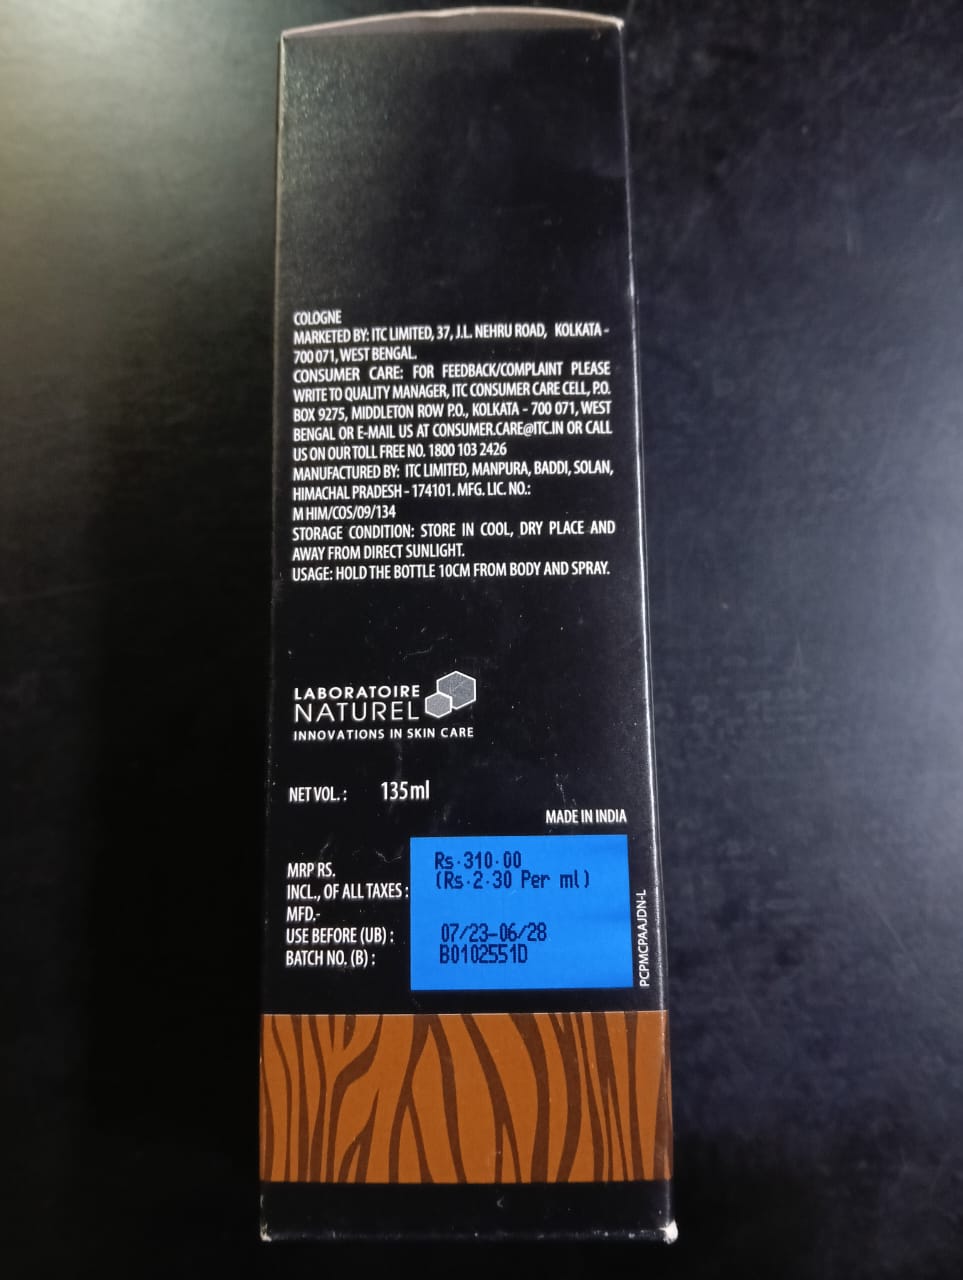 COLOGNE
MARKETED BY: ITC LIMITED, 37, J.L. NEHRU ROAD, KOLKATA -
700 071, WEST BENGAL.
CONSUMER CARE: FOR FEEDBACK/COMPLAINT PLEASE
WRITE TO QUALITY MANAGER, ITC CONSUMER CARE CELL, P.O.
BOX 9275, MIDDLETON ROW P.O., KOLKATA - 700 071, WEST
BENGAL OR E-MAIL US AT CONSUMER.CARE@ITC.IN OR CALL
US ON OUR TOLL FREE NO. 1800 103 2426
MANUFACTURED BY: ITC LIMITED, MANPURA, BADDI, SOLAN,
HIMACHAL PRADESH - 174101. MFG. LIC. NO.:
M HIM/COS/09/134
STORAGE CONDITION: STORE IN COOL, DRY PLACE AND
AWAY FROM DIRECT SUNLIGHT.
USAGE: HOLD THE BOTTLE 10CM FROM BODY AND SPRAY.
LABORATOIRE
NATUREL
INNOVATIONS IN SKIN CARE
NET VOL. : 135ml
MADE IN INDIA
MRP RS. Rs.310.00
INCL., OF ALL TAXES : (Rs.2.30 Per ml)
MFD.-
USE BEFORE (UB) : 07/23-06/28
BATCH NO. (B) : B0102551D
PCPMCPAAJDN-L